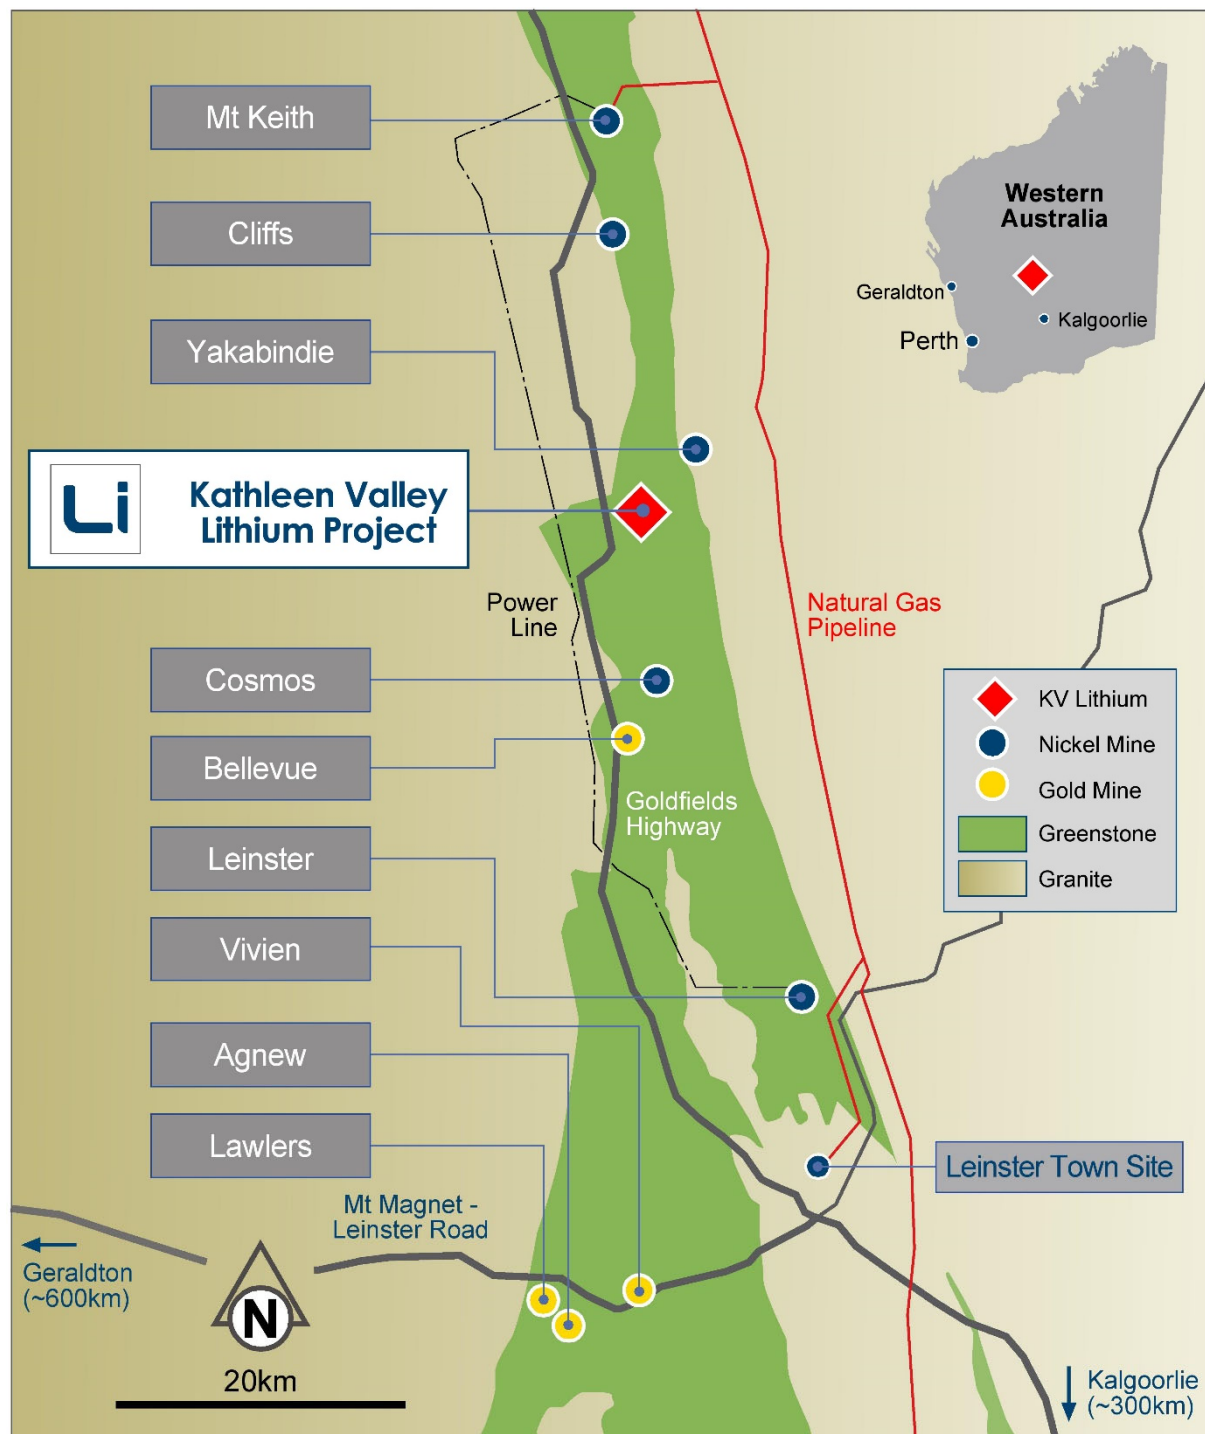 Mt Keith
Cliffs
Yakabindie
Li
Kathleen Valley
Lithium Project
Cosmos
Bellevue
Leinster
Vivien
Agnew
Lawlers
Western
Australia
Geraldton
Kalgoorlie
Perth
Power
Line
Natural Gas
Pipeline
KV Lithium
Nickel Mine
Gold Mine
Greenstone
Granite
Goldfields
Highway
Leinster Town Site
Mt Magnet -
Leinster Road
Geraldton
(~600km)
N
20km
Kalgoorlie
(~300km)